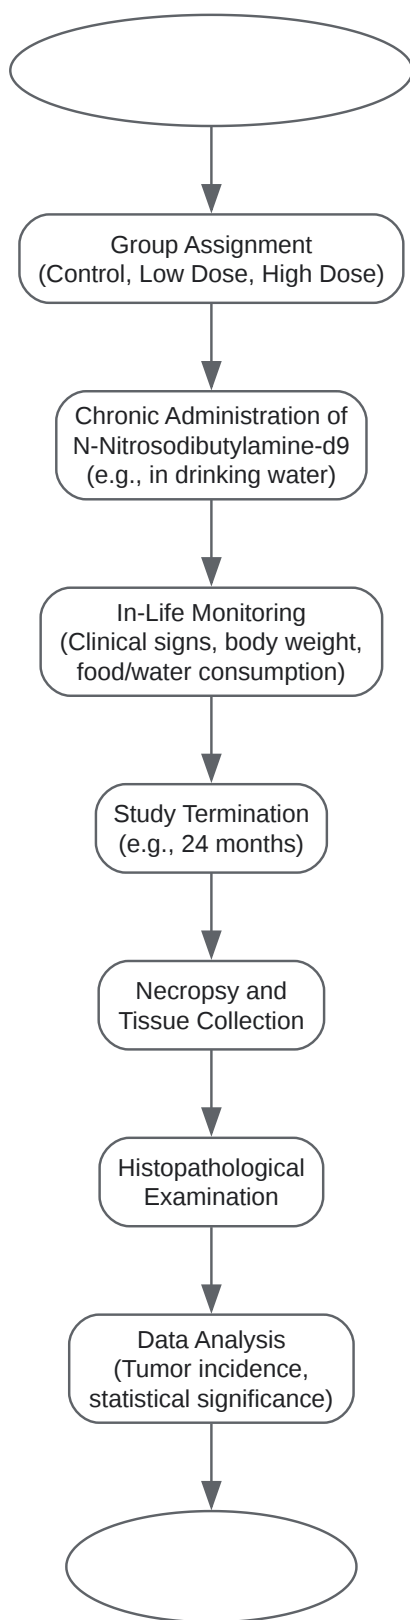 Group Assignment
(Control, Low Dose, High Dose)
Chronic Administration of
N-Nitrosodibutylamine-d9
(e.g., in drinking water)
In-Life Monitoring
(Clinical signs, body weight,
food/water consumption)
Study Termination
(e.g., 24 months)
Necropsy and
Tissue Collection
Histopathological
Examination
Data Analysis
(Tumor incidence,
statistical significance)